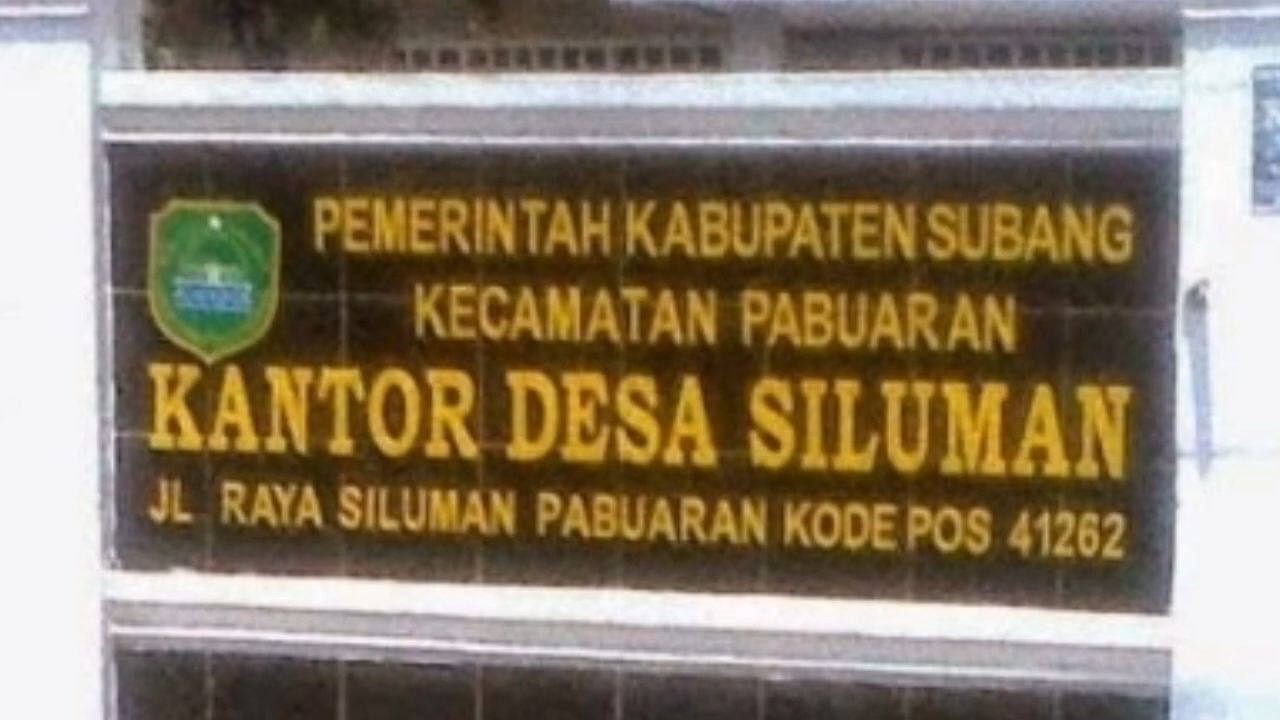 PEMERINTAH KABUPATEN SUBANG
KECAMATAN PABUARAN
KANTOR DESA SILUMAN
JL RAYA SILUMAN PABUARAN KODE POS 41262